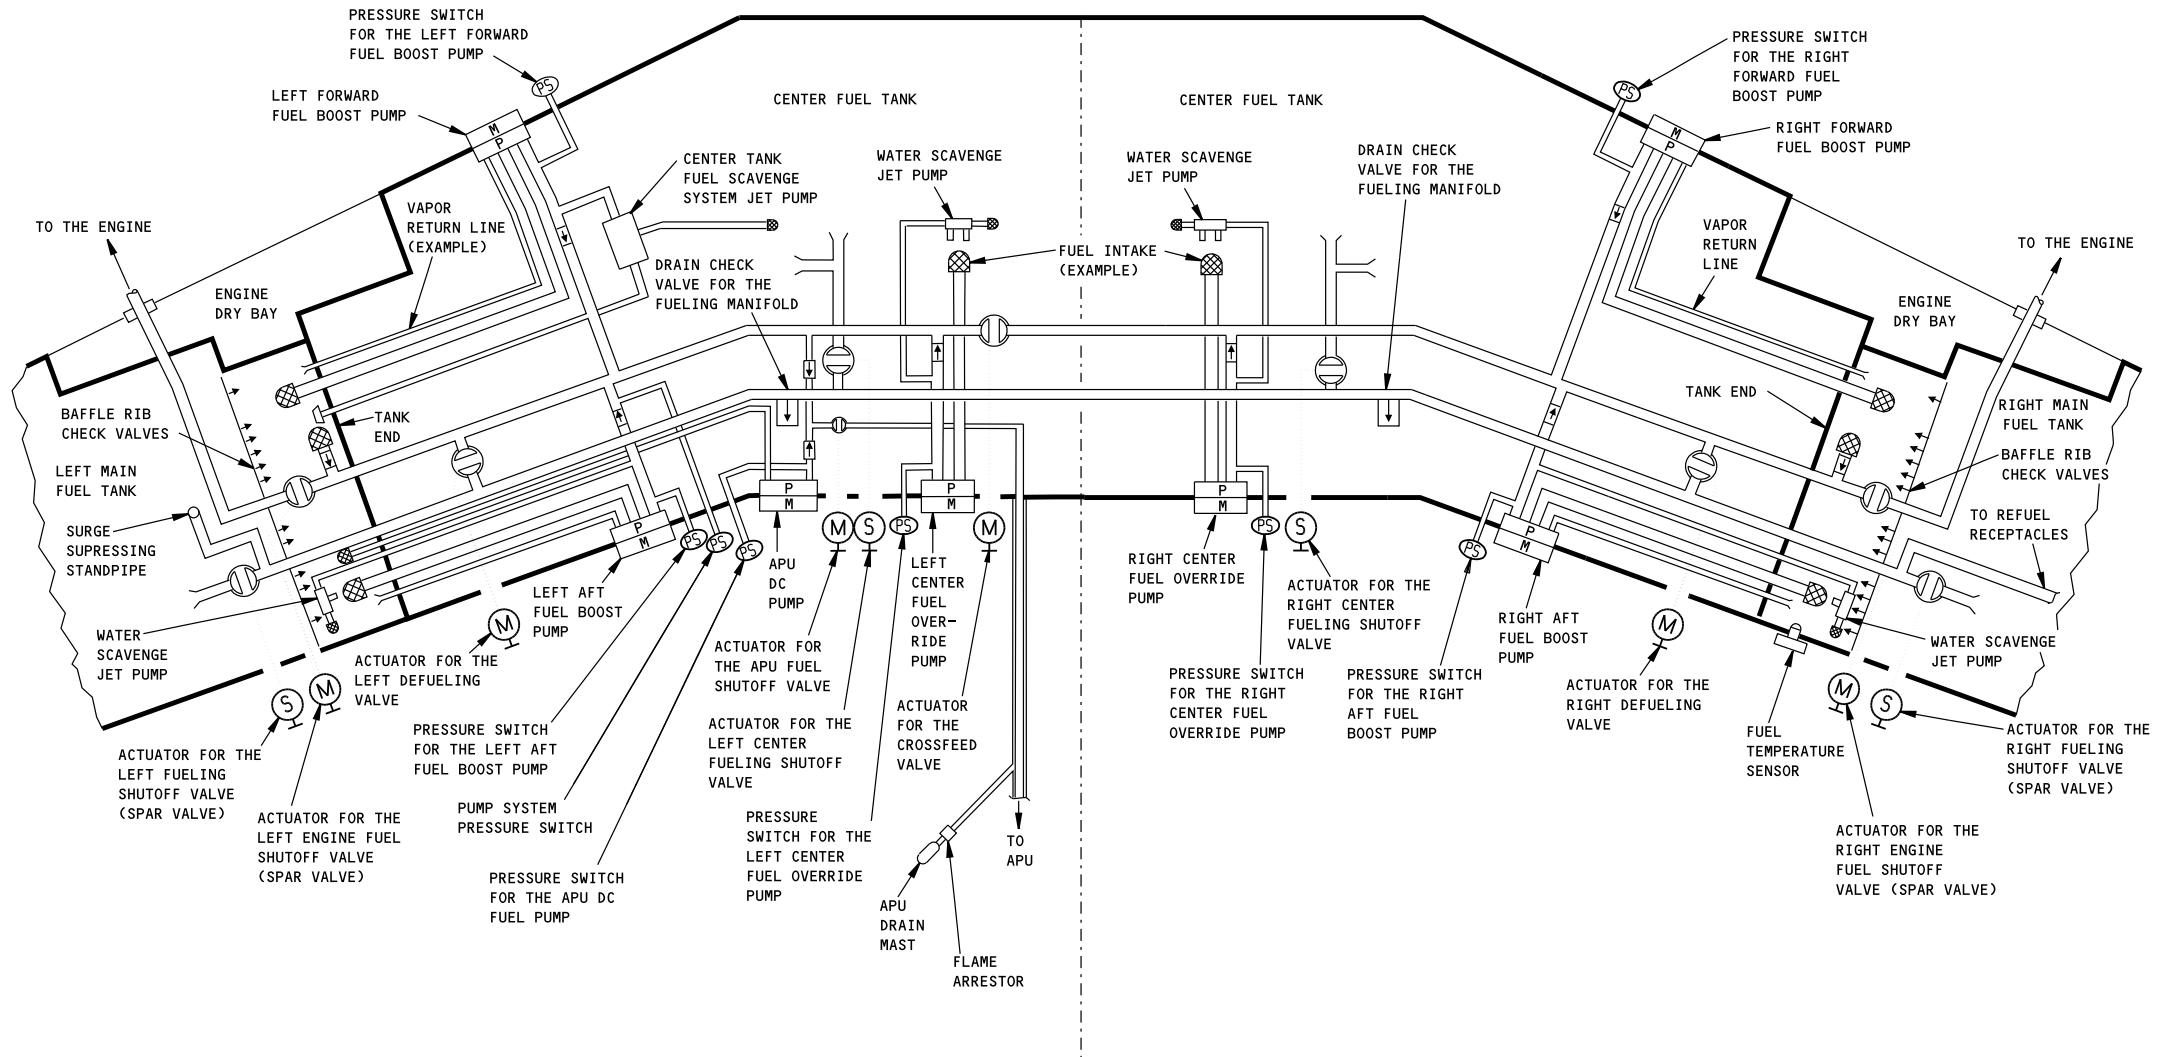 PRESSURE SWITCH
FOR THE LEFT FORWARD
FUEL BOOST PUMP
PS
LEFT FORWARD
FUEL BOOST PUMP
M
P
CENTER FUEL TANK
CENTER FUEL TANK
PRESSURE SWITCH
FOR THE RIGHT
FORWARD FUEL
BOOST PUMP
PS
RIGHT FORWARD
FUEL BOOST PUMP
M
P
CENTER TANK
FUEL SCAVENGE
SYSTEM JET PUMP
WATER SCAVENGE
JET PUMP
WATER SCAVENGE
JET PUMP
DRAIN CHECK
VALVE FOR THE
FUELING MANIFOLD
TO THE ENGINE
VAPOR
RETURN LINE
(EXAMPLE)
DRAIN CHECK
VALVE FOR THE
FUELING MANIFOLD
FUEL INTAKE
(EXAMPLE)
VAPOR
RETURN
LINE
TO THE ENGINE
ENGINE
DRY BAY
ENGINE
DRY BAY
BAFFLE RIB
CHECK VALVES
TANK
END
TANK END
RIGHT MAIN
FUEL TANK
LEFT MAIN
FUEL TANK
BAFFLE RIB
CHECK VALVES
SURGE
SUPRESSING
STANDPIPE
TO REFUEL
RECEPTACLES
P
M
P
M
P
M
P
M
P
M
PS
PS
PS
M
S
PS
M
PS
S
PS
WATER
SCAVENGE
JET PUMP
LEFT AFT
FUEL BOOST
PUMP
APU
DC
PUMP
LEFT
CENTER
FUEL
OVER-
RIDE
PUMP
RIGHT CENTER
FUEL OVERRIDE
PUMP
ACTUATOR FOR THE
RIGHT CENTER
FUELING SHUTOFF
VALVE
RIGHT AFT
FUEL BOOST
PUMP
M
M
WATER SCAVENGE
JET PUMP
S
M
ACTUATOR FOR THE
LEFT DEFUELING
VALVE
ACTUATOR FOR
THE APU FUEL
SHUTOFF VALVE
PRESSURE SWITCH
FOR THE RIGHT
CENTER FUEL
OVERRIDE PUMP
PRESSURE SWITCH
FOR THE RIGHT
AFT FUEL
BOOST PUMP
ACTUATOR FOR THE
RIGHT DEFUELING
VALVE
M
S
ACTUATOR FOR THE
LEFT FUELING
SHUTOFF VALVE
(SPAR VALVE)
PRESSURE SWITCH
FOR THE LEFT AFT
FUEL BOOST PUMP
ACTUATOR FOR THE
LEFT CENTER
FUELING SHUTOFF
VALVE
ACTUATOR
FOR THE
CROSSFEED
VALVE
FUEL
TEMPERATURE
SENSOR
ACTUATOR FOR THE
RIGHT FUELING
SHUTOFF VALVE
(SPAR VALVE)
ACTUATOR FOR THE
LEFT ENGINE FUEL
SHUTOFF VALVE
(SPAR VALVE)
PUMP SYSTEM
PRESSURE SWITCH
PRESSURE
SWITCH FOR THE
LEFT CENTER
FUEL OVERRIDE
PUMP
TO
APU
ACTUATOR FOR THE
RIGHT ENGINE
FUEL SHUTOFF
VALVE (SPAR VALVE)
PRESSURE SWITCH
FOR THE APU DC
FUEL PUMP
APU
DRAIN
MAST
FLAME
ARRESTOR